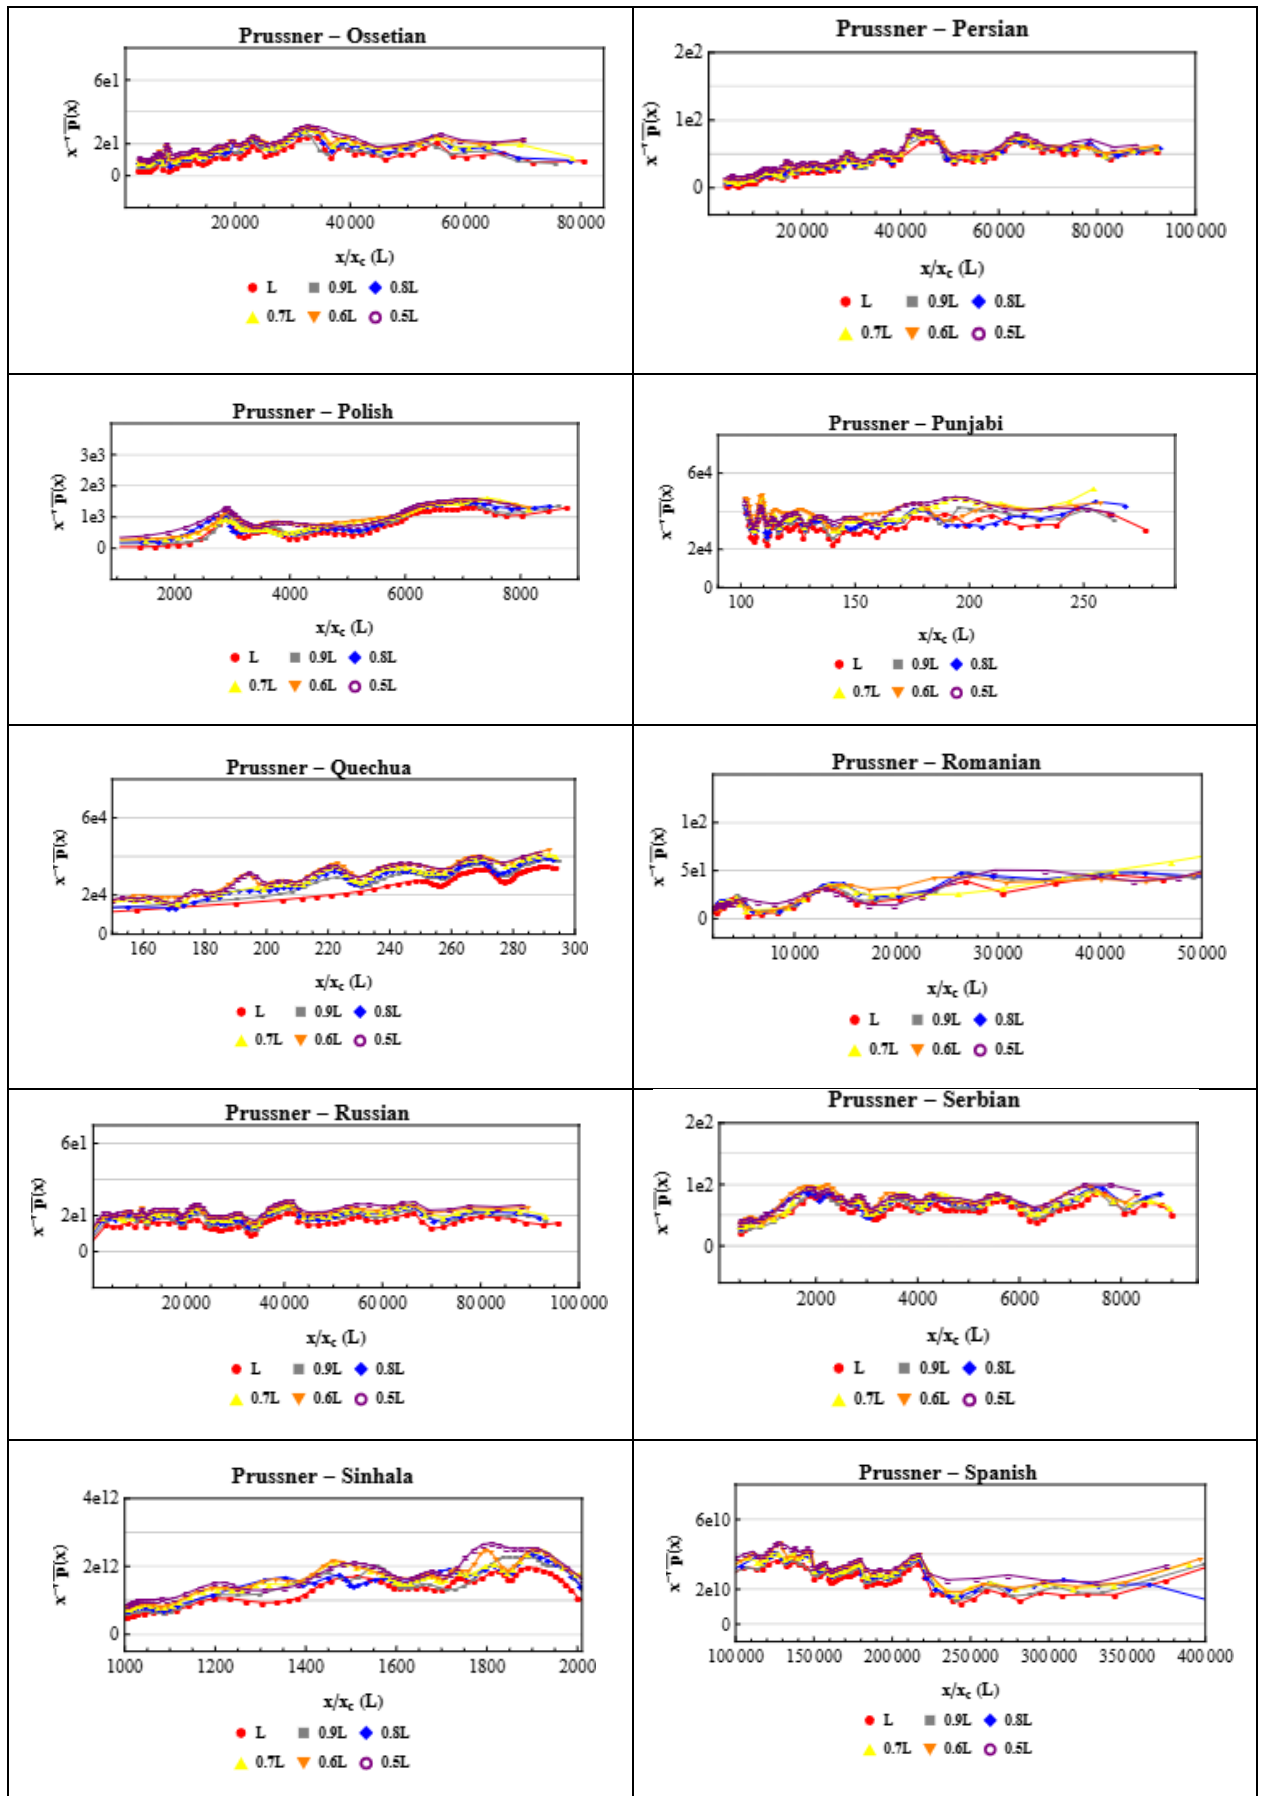 Prussner – Ossetian
x⁻ᵗ p̅(x)
6e1
2e1
0
20 000 40 000 60 000 80 000
x/xc (L)
L 0.9L 0.8L
0.7L 0.6L 0.5L
Prussner – Persian
x⁻ᵗ p̅(x)
2e2
1e2
0
20 000 40 000 60 000 80 000 100 000
x/xc (L)
L 0.9L 0.8L
0.7L 0.6L 0.5L
Prussner – Polish
x⁻ᵗ p̅(x)
3e3
2e3
1e3
0
2000 4000 6000 8000
x/xc (L)
L 0.9L 0.8L
0.7L 0.6L 0.5L
Prussner – Punjabi
x⁻ᵗ p̅(x)
6e4
2e4
0
100 150 200 250
x/xc (L)
L 0.9L 0.8L
0.7L 0.6L 0.5L
Prussner – Quechua
x⁻ᵗ p̅(x)
6e4
2e4
0
160 180 200 220 240 260 280 300
x/xc (L)
L 0.9L 0.8L
0.7L 0.6L 0.5L
Prussner – Romanian
x⁻ᵗ p̅(x)
1e2
5e1
0
10 000 20 000 30 000 40 000 50 000
x/xc (L)
L 0.9L 0.8L
0.7L 0.6L 0.5L
Prussner – Russian
x⁻ᵗ p̅(x)
6e1
2e1
0
20 000 40 000 60 000 80 000 100 000
x/xc (L)
L 0.9L 0.8L
0.7L 0.6L 0.5L
Prussner – Serbian
x⁻ᵗ p̅(x)
2e2
1e2
0
2000 4000 6000 8000
x/xc (L)
L 0.9L 0.8L
0.7L 0.6L 0.5L
Prussner – Sinhala
x⁻ᵗ p̅(x)
4e12
2e12
0
1000 1200 1400 1600 1800 2000
x/xc (L)
L 0.9L 0.8L
0.7L 0.6L 0.5L
Prussner – Spanish
x⁻ᵗ p̅(x)
6e10
2e10
0
100 000 150 000 200 000 250 000 300 000 350 000 400 000
x/xc (L)
L 0.9L 0.8L
0.7L 0.6L 0.5L